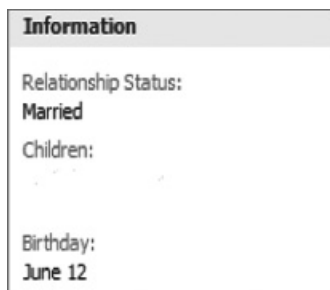 Information
Relationship Status:
Married
Children:
Birthday:
June 12